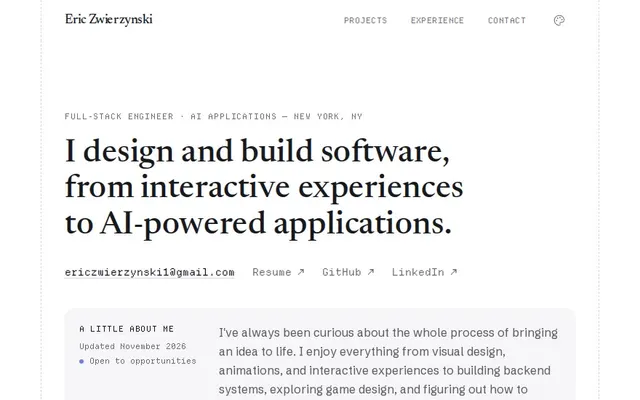 Eric Zwierzynski
PROJECTS EXPERIENCE CONTACT
FULL-STACK ENGINEER · AI APPLICATIONS — NEW YORK, NY
I design and build software,
from interactive experiences
to AI-powered applications.
ericzwierzynski1@gmail.com Resume ↗ GitHub ↗ LinkedIn ↗
A LITTLE ABOUT ME
Updated November 2026
Open to opportunities
I've always been curious about the whole process of bringing
an idea to life. I enjoy everything from visual design,
animations, and interactive experiences to building backend
systems, exploring game design, and figuring out how to